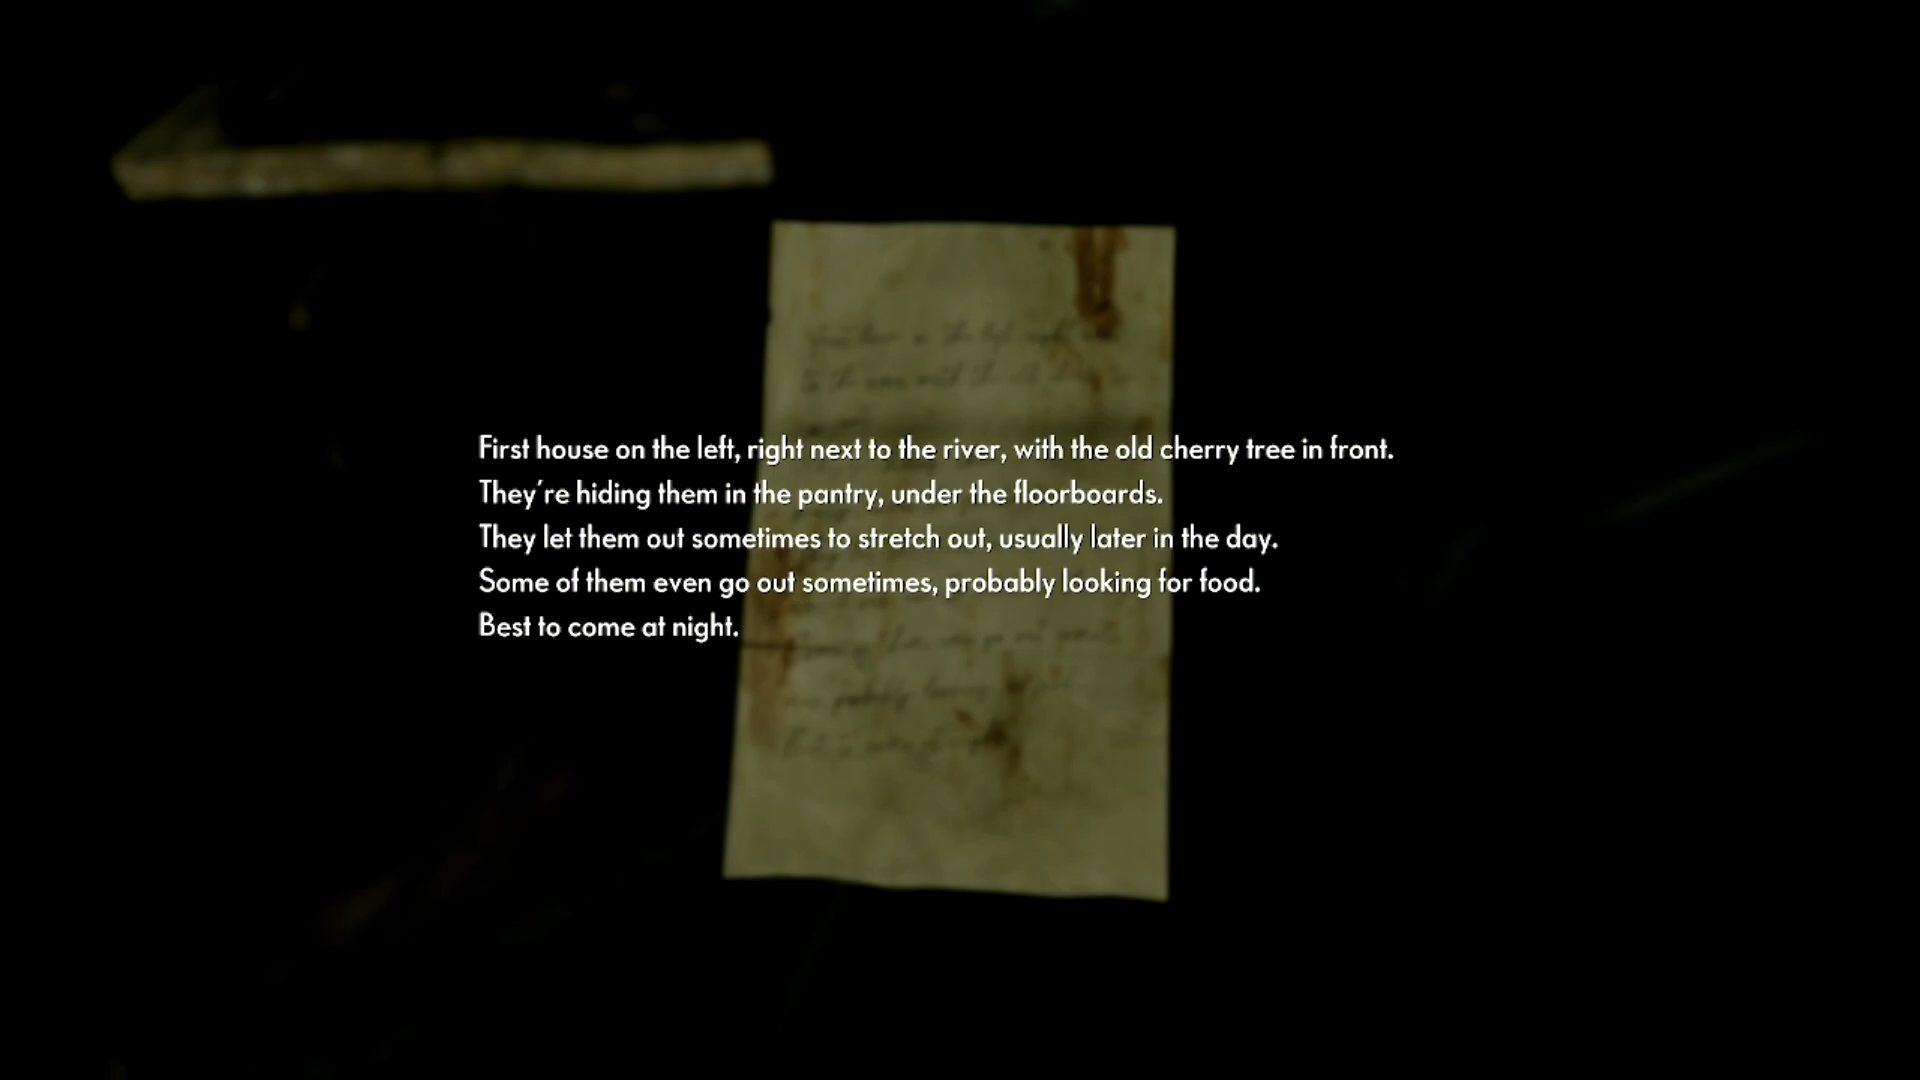 First house on the left, right next to the river, with the old cherry tree in front.
They're hiding them in the pantry, under the floorboards.
They let them out sometimes to stretch out, usually later in the day.
Some of them even go out sometimes, probably looking for food.
Best to come at night.